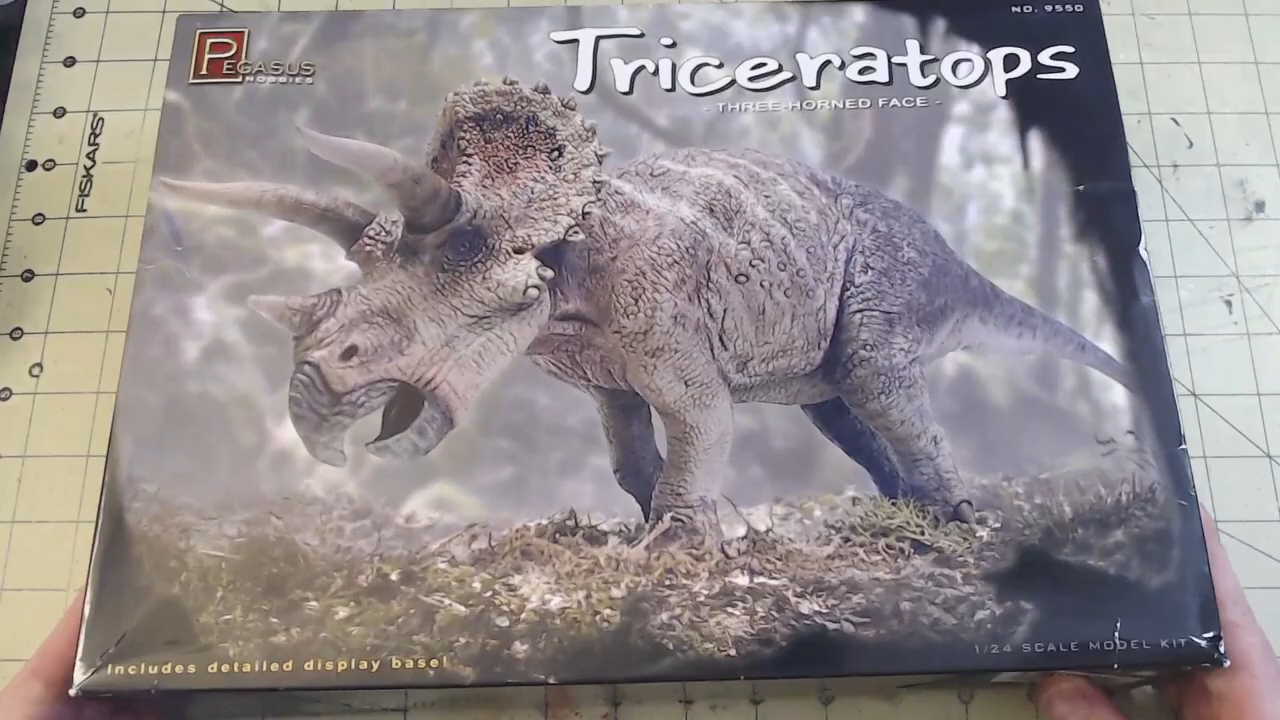 NO. 9550
PEGASUS
HOBBIES
Triceratops
- THREE-HORNED FACE -
FISKARS
Includes detailed display base!
1/24 SCALE MODEL KIT